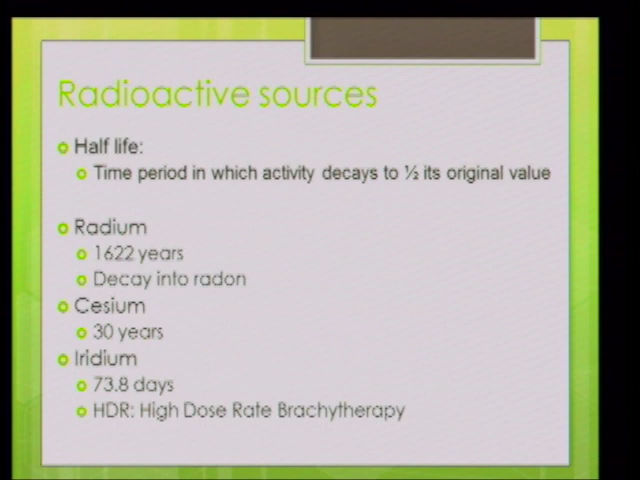 Radioactive sources
Half life:
Time period in which activity decays to ½ its original value
Radium
1622 years
Decay into radon
Cesium
30 years
Iridium
73.8 days
HDR: High Dose Rate Brachytherapy